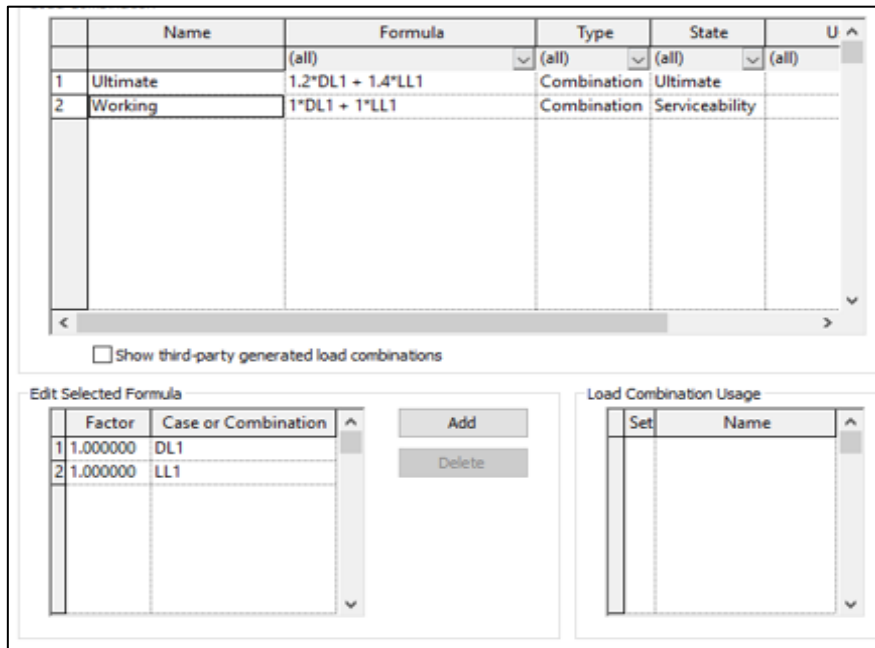 Name Formula Type State U
(all) (all) (all) (all)
1 Ultimate 1.2*DL1 + 1.4*LL1 Combination Ultimate
2 Working 1*DL1 + 1*LL1 Combination Serviceability
Show third-party generated load combinations
Edit Selected Formula
Load Combination Usage
Factor Case or Combination
Add
Set Name
1 1.000000 DL1
2 1.000000 LL1
Delete